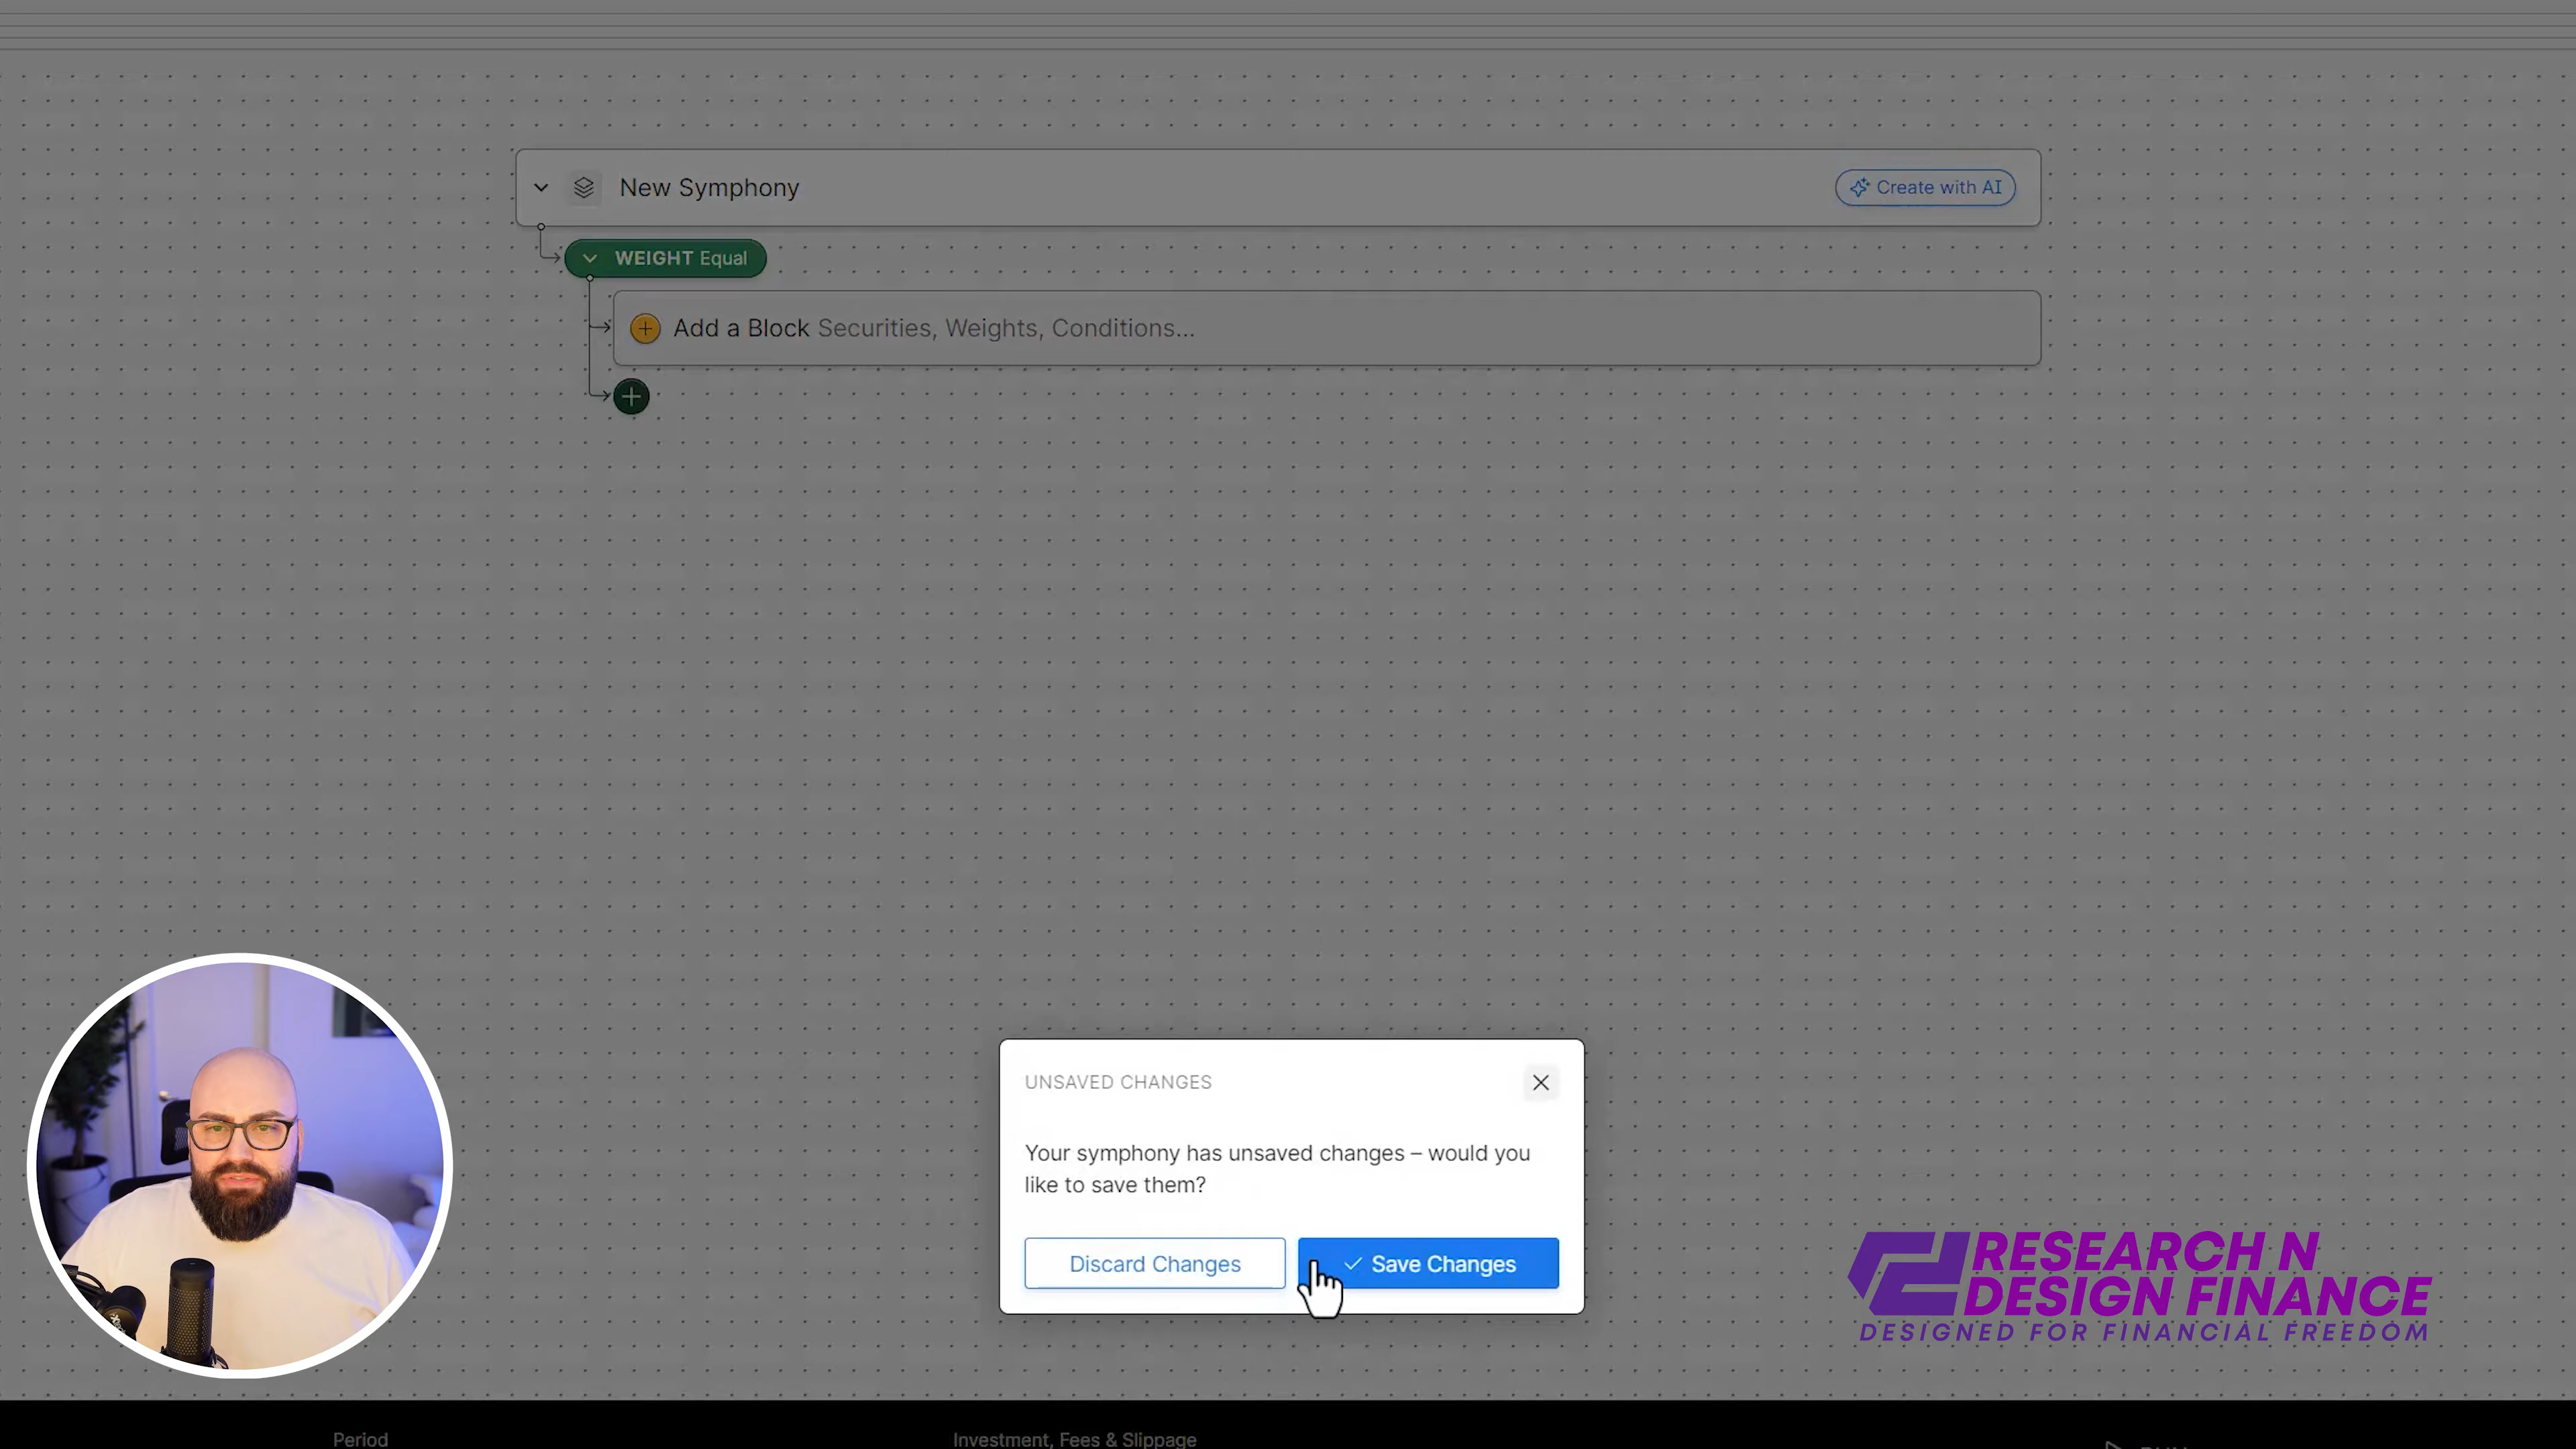 New Symphony
Create with AI
WEIGHT Equal
Add a Block Securities, Weights, Conditions...
UNSAVED CHANGES
Your symphony has unsaved changes – would you
like to save them?
Discard Changes
Save Changes
RESEARCH N
DESIGN FINANCE
DESIGNED FOR FINANCIAL FREEDOM
Period
Investment, Fees & Slippage